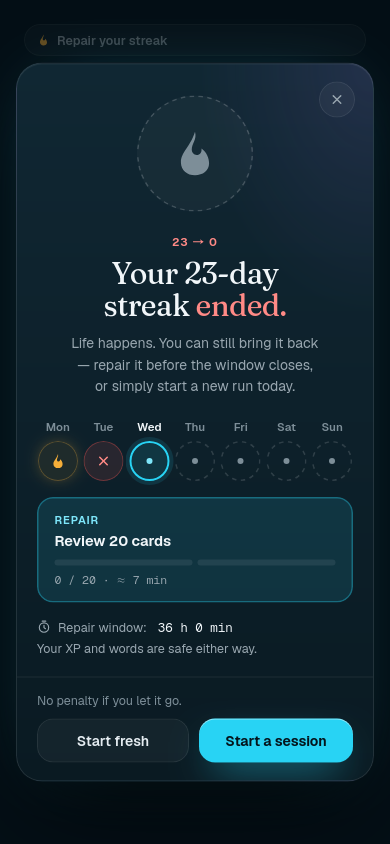 Repair your streak
23 → 0
Your 23-day
streak ended.
Life happens. You can still bring it back
— repair it before the window closes,
or simply start a new run today.
Mon Tue Wed Thu Fri Sat Sun
REPAIR
Review 20 cards
0 / 20 · ≈ 7 min
Repair window: 36 h 0 min
Your XP and words are safe either way.
No penalty if you let it go.
Start fresh Start a session